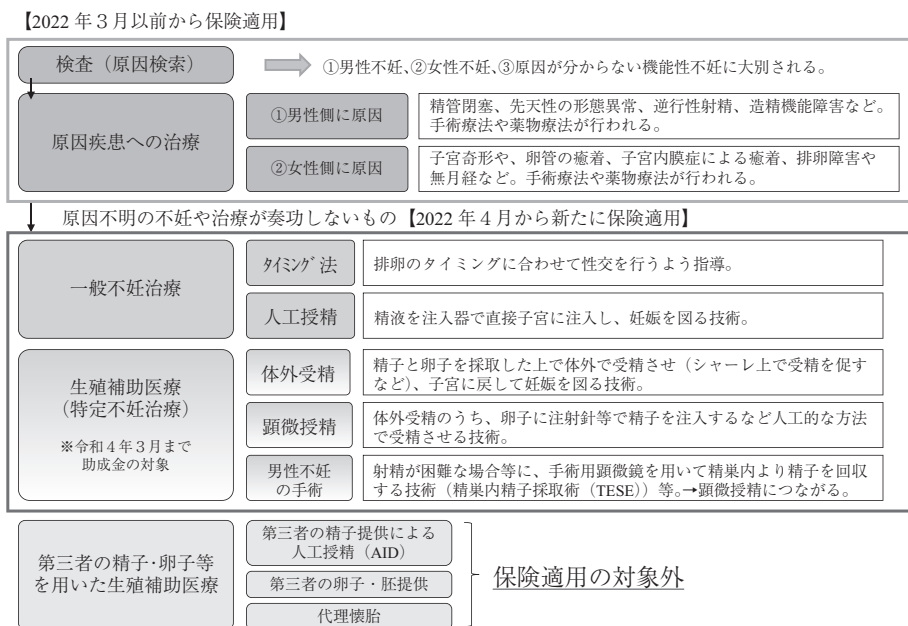 【2022年3月以前から保険適用】
検査（原因検索）
①男性不妊、②女性不妊、③原因が分からない機能性不妊に大別される。
原因疾患への治療
①男性側に原因
精管閉塞、先天性の形態異常、逆行性射精、造精機能障害など。
手術療法や薬物療法が行われる。
②女性側に原因
子宮奇形や、卵管の癒着、子宮内膜症による癒着、排卵障害や
無月経など。手術療法や薬物療法が行われる。
原因不明の不妊や治療が奏功しないもの【2022年4月から新たに保険適用】
一般不妊治療
ﾀｲﾐﾝｸﾞ法
排卵のタイミングに合わせて性交を行うよう指導。
人工授精
精液を注入器で直接子宮に注入し、妊娠を図る技術。
生殖補助医療
（特定不妊治療）
※令和4年3月まで
助成金の対象
体外受精
精子と卵子を採取した上で体外で受精させ（シャーレ上で受精を促す
など）、子宮に戻して妊娠を図る技術。
顕微授精
体外受精のうち、卵子に注射針等で精子を注入するなど人工的な方法
で受精させる技術。
男性不妊
の手術
射精が困難な場合等に、手術用顕微鏡を用いて精巣内より精子を回収
する技術（精巣内精子採取術（TESE））等。→顕微授精につながる。
第三者の精子･卵子等
を用いた生殖補助医療
第三者の精子提供による
人工授精（AID）
第三者の卵子・胚提供
代理懐胎
保険適用の対象外